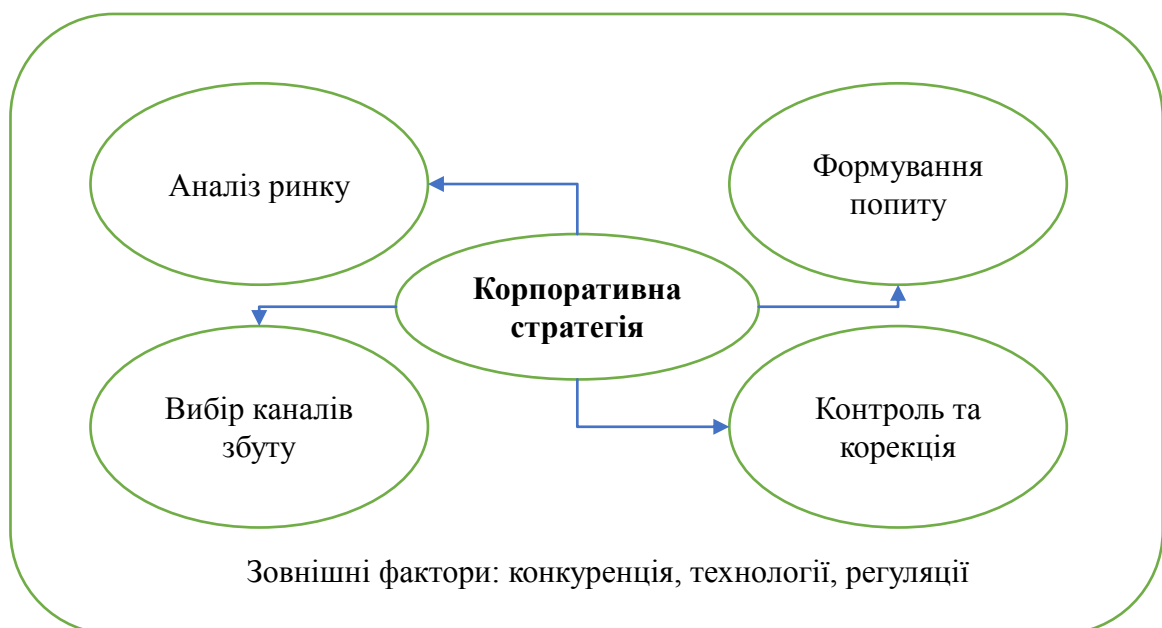 Аналіз ринку
Формування
попиту
Корпоративна
стратегія
Вибір каналів
збуту
Контроль та
корекція
Зовнішні фактори: конкуренція, технології, регуляції